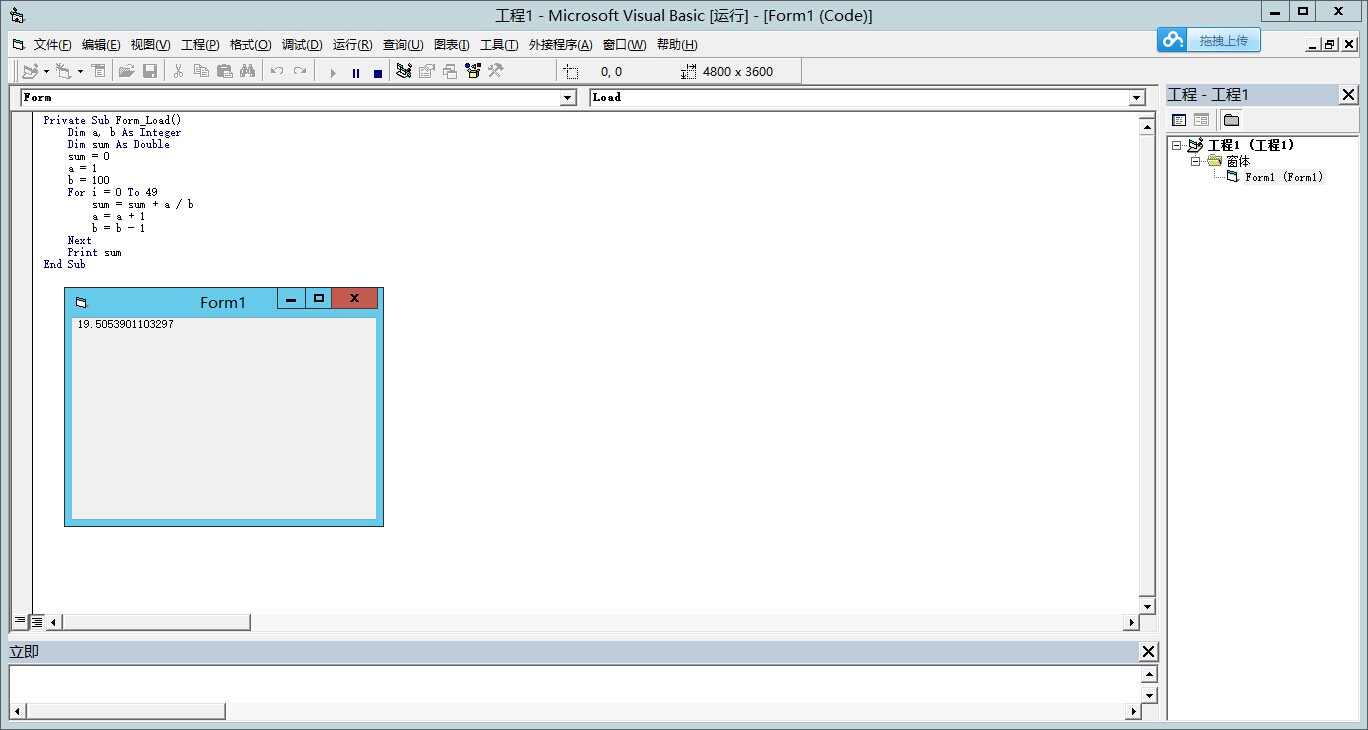 工程1 - Microsoft Visual Basic [运行] - [Form1 (Code)]
文件(F) 编辑(E) 视图(V) 工程(P) 格式(O) 调试(D) 运行(R) 查询(U) 图表(I) 工具(T) 外接程序(A) 窗口(W) 帮助(H)
拖拽上传
0, 0 4800 x 3600
Form Load
Private Sub Form_Load()
Dim a, b As Integer
Dim sum As Double
sum = 0
a = 1
b = 100
For i = 0 To 49
sum = sum + a / b
a = a + 1
b = b - 1
Next
Print sum
End Sub
Form1
19.5053901103297
工程 - 工程1
工程1 (工程1)
窗体
Form1 (Form1)
立即